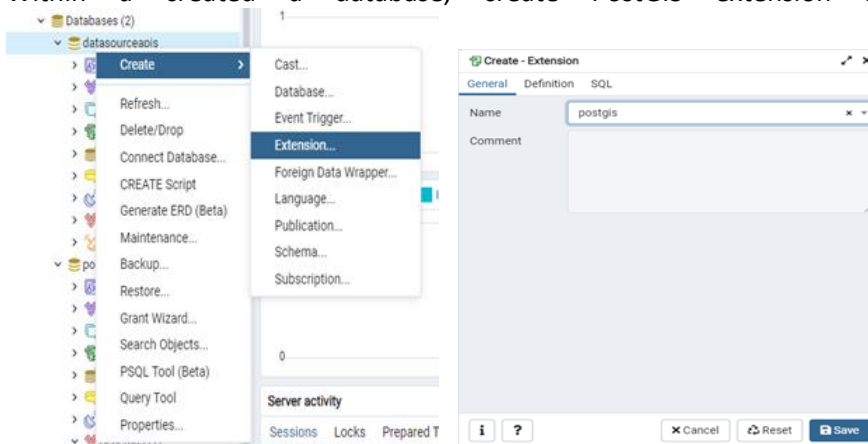 Within a created a database, create PostGIS extension
Databases (2)
datasourceapis
Create
Refresh...
Delete/Drop
Connect Database...
CREATE Script
Generate ERD (Beta)
Maintenance...
Backup...
Restore...
Grant Wizard...
Search Objects...
PSQL Tool (Beta)
Query Tool
Properties...
po
Cast...
Database...
Event Trigger...
Extension...
Foreign Data Wrapper...
Language...
Publication...
Schema...
Subscription...
1
0
Server activity
Sessions Locks Prepared T
Create - Extension
General Definition SQL
Name
postgis
Comment
i ? Cancel Reset Save